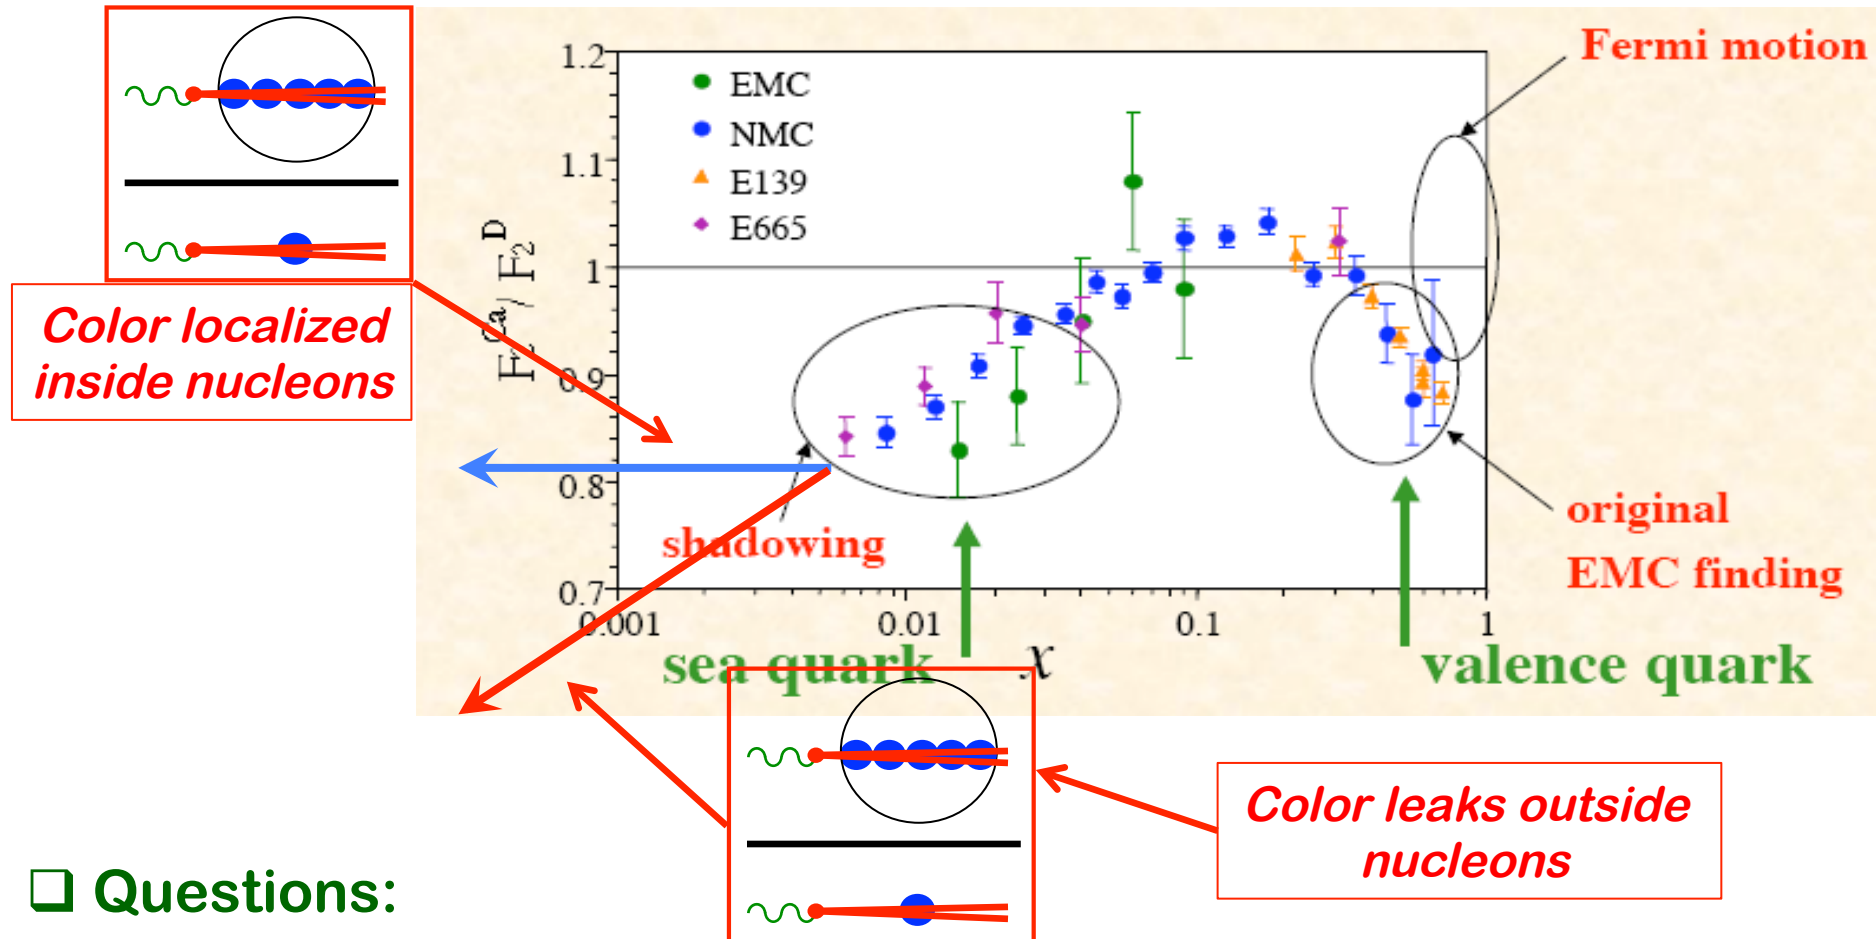 Fermi motion
1.2
EMC
NMC
1.1
E139
E665
F₂ᶜᵃ/ F₂ᴰ
1
Color localized
inside nucleons
0.9
0.8
original
EMC finding
shadowing
0.7
0.001
0.01
0.1
1
x
sea quark
valence quark
Color leaks outside
nucleons
❑ Questions: